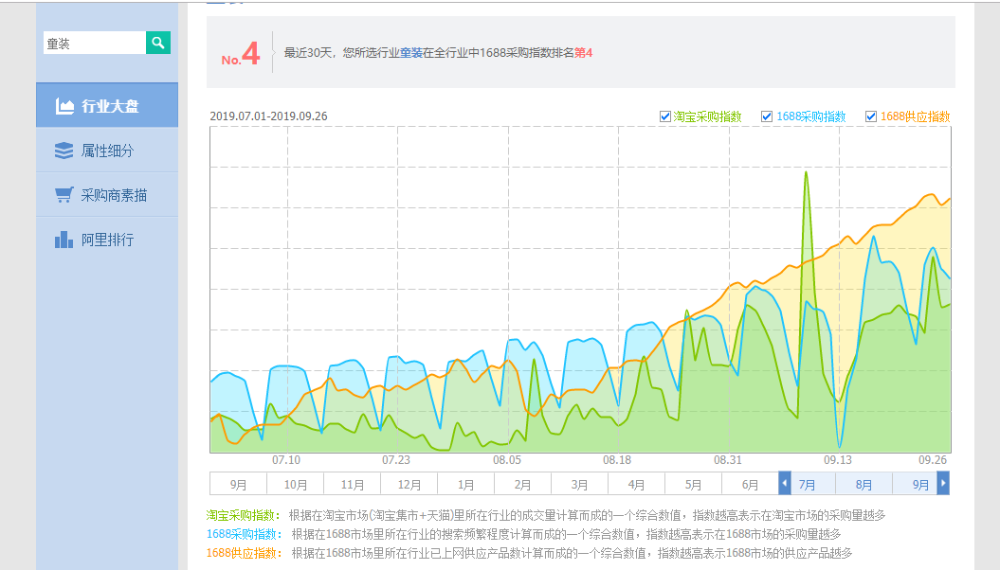 童装
No.4
最近30天，您所选行业童装在全行业中1688采购指数排名第4
行业大盘
属性细分
采购商素描
阿里排行
2019.07.01-2019.09.26
淘宝采购指数 1688采购指数 1688供应指数
07.10 07.23 08.05 08.18 08.31 09.13 09.26
9月 10月 11月 12月 1月 2月 3月 4月 5月 6月 7月 8月 9月
淘宝采购指数： 根据在淘宝市场(淘宝集市+天猫)里所在行业的成交量计算而成的一个综合数值，指数越高表示在淘宝市场的采购量越多
1688采购指数： 根据在1688市场里所在行业的搜索频繁程度计算而成的一个综合数值，指数越高表示在1688市场的采购量越多
1688供应指数： 根据在1688市场里所在行业已上网供应产品数计算而成的一个综合数值，指数越高表示1688市场的供应产品越多